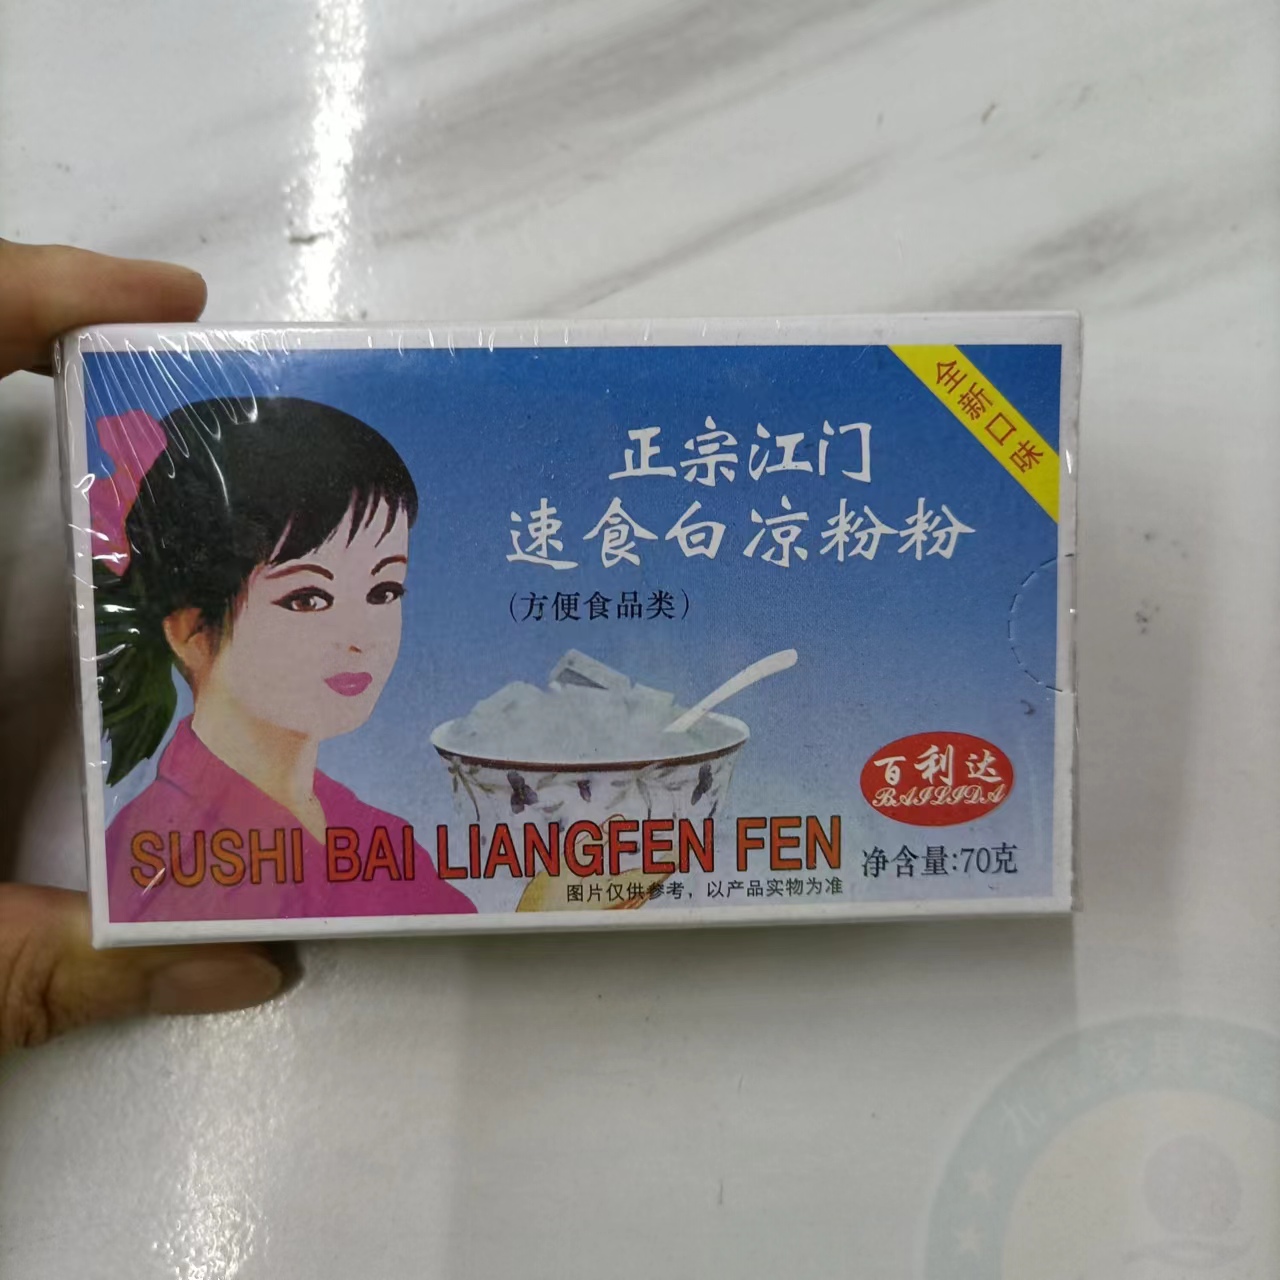 全新口味
正宗江门
速食白凉粉粉
(方便食品类)
百利达
BAILIDA
SUSHI BAI LIANGFEN FEN
净含量:70克
图片仅供参考，以产品实物为准